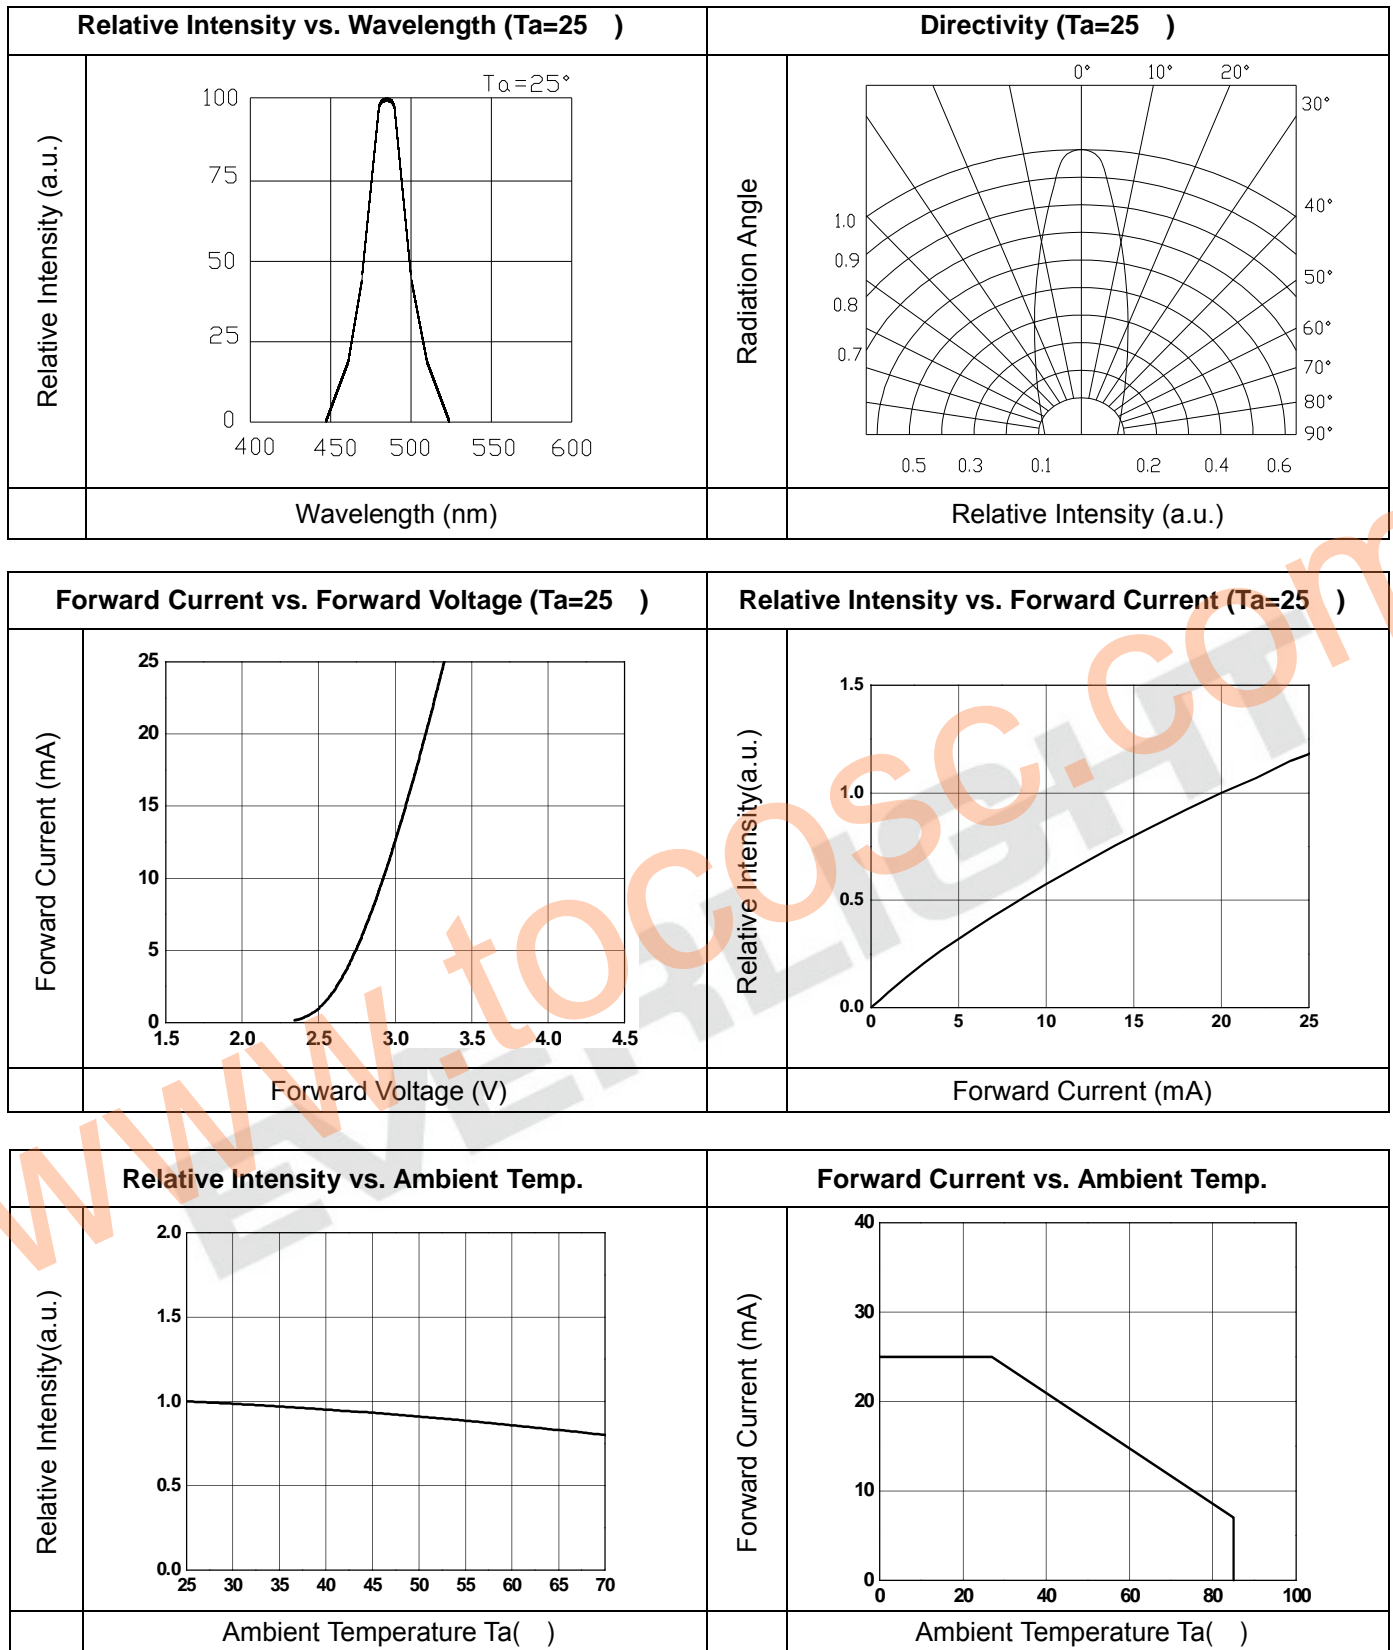 Relative Intensity vs. Wavelength (Ta=25 )
Directivity (Ta=25 )
Relative Intensity (a.u.)
Ta=25°
100
75
50
25
0
400 450 500 550 600
Wavelength (nm)
Radiation Angle
0° 10° 20°
30°
40°
50°
60°
70°
80°
90°
1.0
0.9
0.8
0.7
0.5 0.3 0.1 0.2 0.4 0.6
Relative Intensity (a.u.)
Forward Current vs. Forward Voltage (Ta=25 )
Relative Intensity vs. Forward Current (Ta=25 )
Forward Current (mA)
25
20
15
10
5
0
1.5 2.0 2.5 3.0 3.5 4.0 4.5
Forward Voltage (V)
Relative Intensity(a.u.)
1.5
1.0
0.5
0.0
0 5 10 15 20 25
Forward Current (mA)
Relative Intensity vs. Ambient Temp.
Forward Current vs. Ambient Temp.
Relative Intensity(a.u.)
2.0
1.5
1.0
0.5
0.0
25 30 35 40 45 50 55 60 65 70
Ambient Temperature Ta( )
Forward Current (mA)
40
30
20
10
0
0 20 40 60 80 100
Ambient Temperature Ta( )
EVERLIGHT
www.tocosc.com